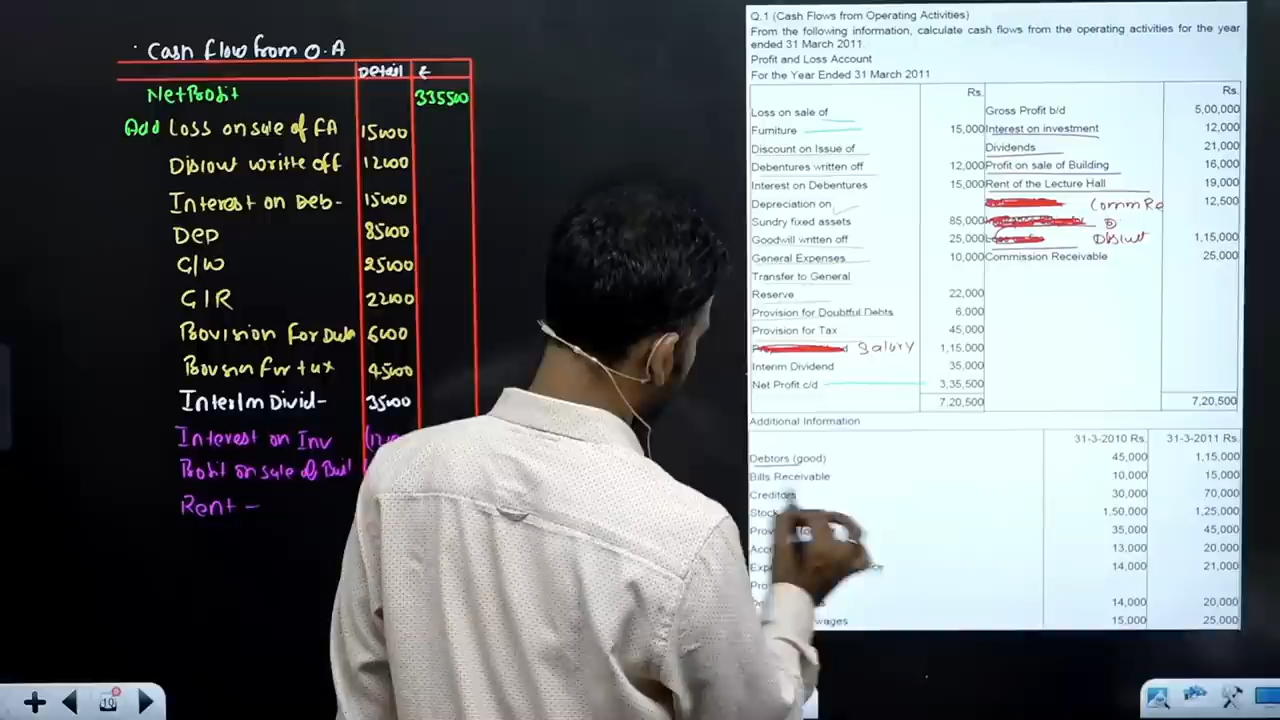 Cash flow from O.A
Detail ₹
Net Profit 335500
Add Loss on sale of FA 15000
Discout writte off 12000
Interest on Deb- 15000
Dep 85000
G/W 25000
G/R 22000
Provision for Dubt 6000
Provison for tax 45000
InterIm Divid- 35000
Interest on Inv
Profit on sale of Buil
Rent -
Q.1 (Cash Flows from Operating Activities)
From the following information, calculate cash flows from the operating activities for the year
ended 31 March 2011.
Profit and Loss Account
For the Year Ended 31 March 2011
Rs. Rs.
Loss on sale of Gross Profit b/d 5,00,000
Furniture 15,000 Interest on investment 12,000
Discount on Issue of Dividends 21,000
Debentures written off 12,000 Profit on sale of Building 16,000
Interest on Debentures 15,000 Rent of the Lecture Hall 19,000
Depreciation on Comm Re 12,500
Sundry fixed assets 85,000
Goodwill written off 25,000 Discut 1,15,000
General Expenses 10,000 Commission Receivable 25,000
Transfer to General
Reserve 22,000
Provision for Doubtful Debts 6,000
Provision for Tax 45,000
Salary 1,15,000
Interim Dividend 35,000
Net Profit c/d 3,35,500
7,20,500 7,20,500
Additional Information
31-3-2010 Rs. 31-3-2011 Rs.
Debtors (good) 45,000 1,15,000
Bills Receivable 10,000 15,000
Creditors 30,000 70,000
Stock 1,50,000 1,25,000
35,000 45,000
13,000 20,000
14,000 21,000
14,000 20,000
wages 15,000 25,000
10